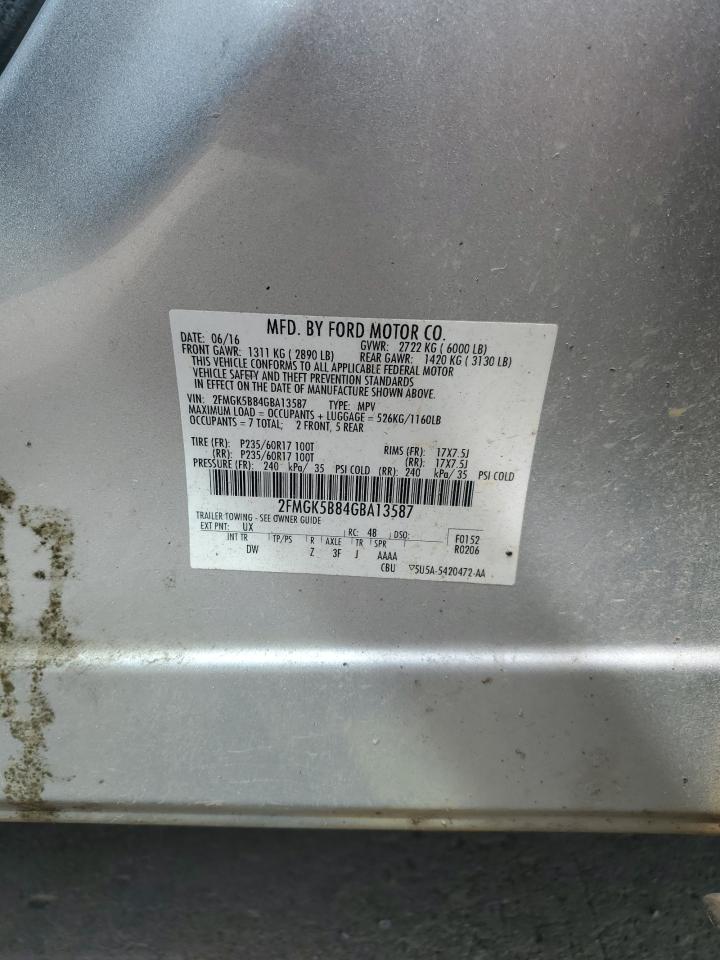 MFD. BY FORD MOTOR CO.
DATE: 06/16 GVWR: 2722 KG ( 6000 LB)
FRONT GAWR: 1311 KG ( 2890 LB) REAR GAWR: 1420 KG ( 3130 LB)
THIS VEHICLE CONFORMS TO ALL APPLICABLE FEDERAL MOTOR
VEHICLE SAFETY AND THEFT PREVENTION STANDARDS
IN EFFECT ON THE DATE OF MANUFACTURE SHOWN ABOVE.
VIN: 2FMGK5B84GBA13587 TYPE: MPV
MAXIMUM LOAD = OCCUPANTS + LUGGAGE = 526KG/1160LB
OCCUPANTS = 7 TOTAL; 2 FRONT, 5 REAR
TIRE (FR): P235/60R17 100T RIMS (FR): 17X7.5J
(RR): P235/60R17 100T (RR): 17X7.5J
PRESSURE (FR): 240 kPa/ 35 PSI COLD (RR): 240 kPa/ 35 PSI COLD
2FMGK5B84GBA13587
TRAILER TOWING - SEE OWNER GUIDE
EXT PNT: UX RC: 48 DSO: F0152
INT TR TP/PS R AXLE TR SPR R0206
DW Z 3F J AAAA
CBU ▽5U5A-5420472-AA